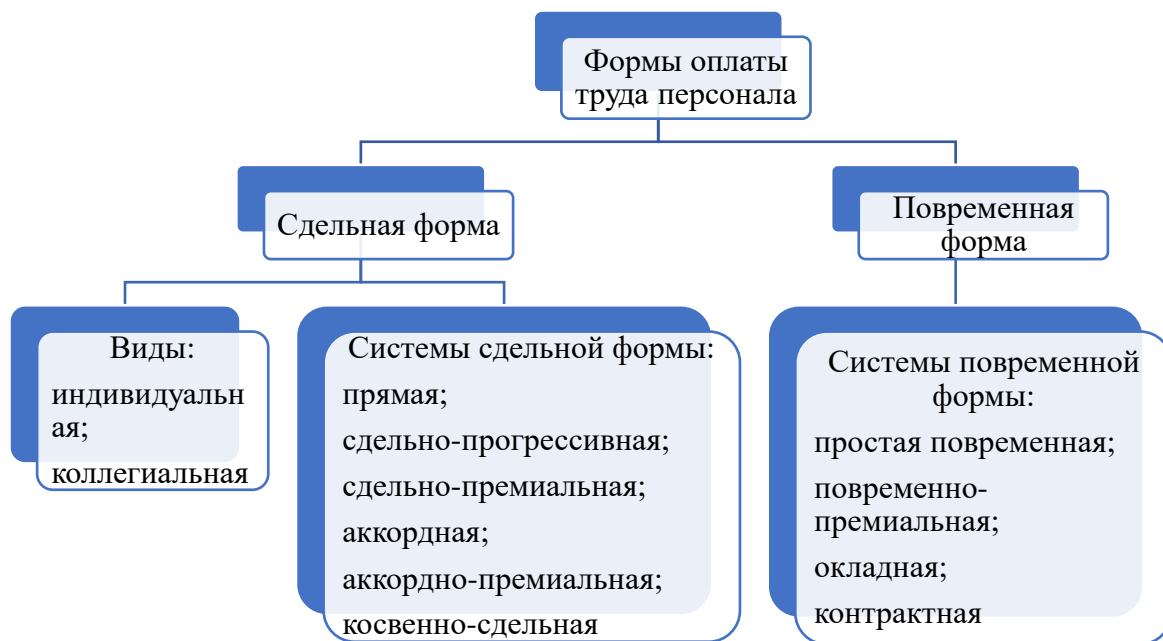 Формы оплаты
труда персонала
Сдельная форма
Повременная
форма
Виды:
индивидуальн
ая;
коллегиальная
Системы сдельной формы:
прямая;
сдельно-прогрессивная;
сдельно-премиальная;
аккордная;
аккордно-премиальная;
косвенно-сдельная
Системы повременной
формы:
простая повременная;
повременно-
премиальная;
окладная;
контрактная